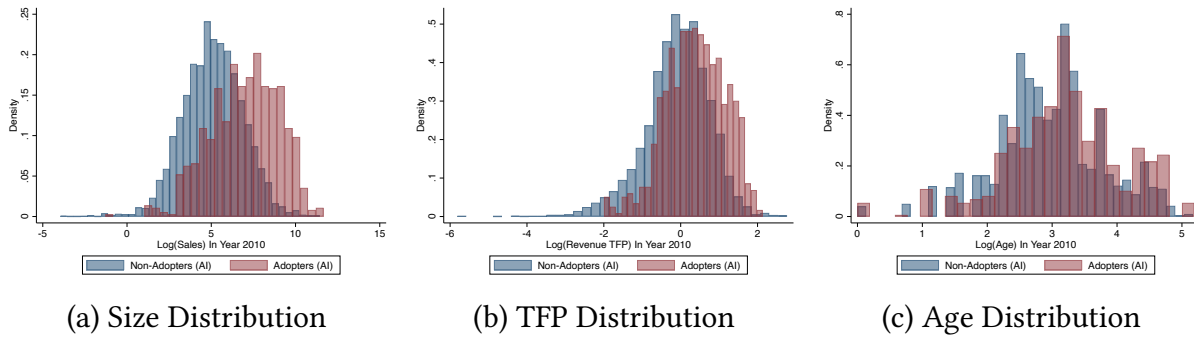 .25
.2
.15
.1
.05
0
Density
-5 0 5 10 15
Log(Sales) In Year 2010
Non-Adopters (AI) Adopters (AI)
(a) Size Distribution
.5
.4
.3
.2
.1
0
Density
-6 -4 -2 0 2
Log(Revenue TFP) In Year 2010
Non-Adopters (AI) Adopters (AI)
(b) TFP Distribution
.8
.6
.4
.2
0
Density
0 1 2 3 4 5
Log(Age) In Year 2010
Non-Adopters (AI) Adopters (AI)
(c) Age Distribution